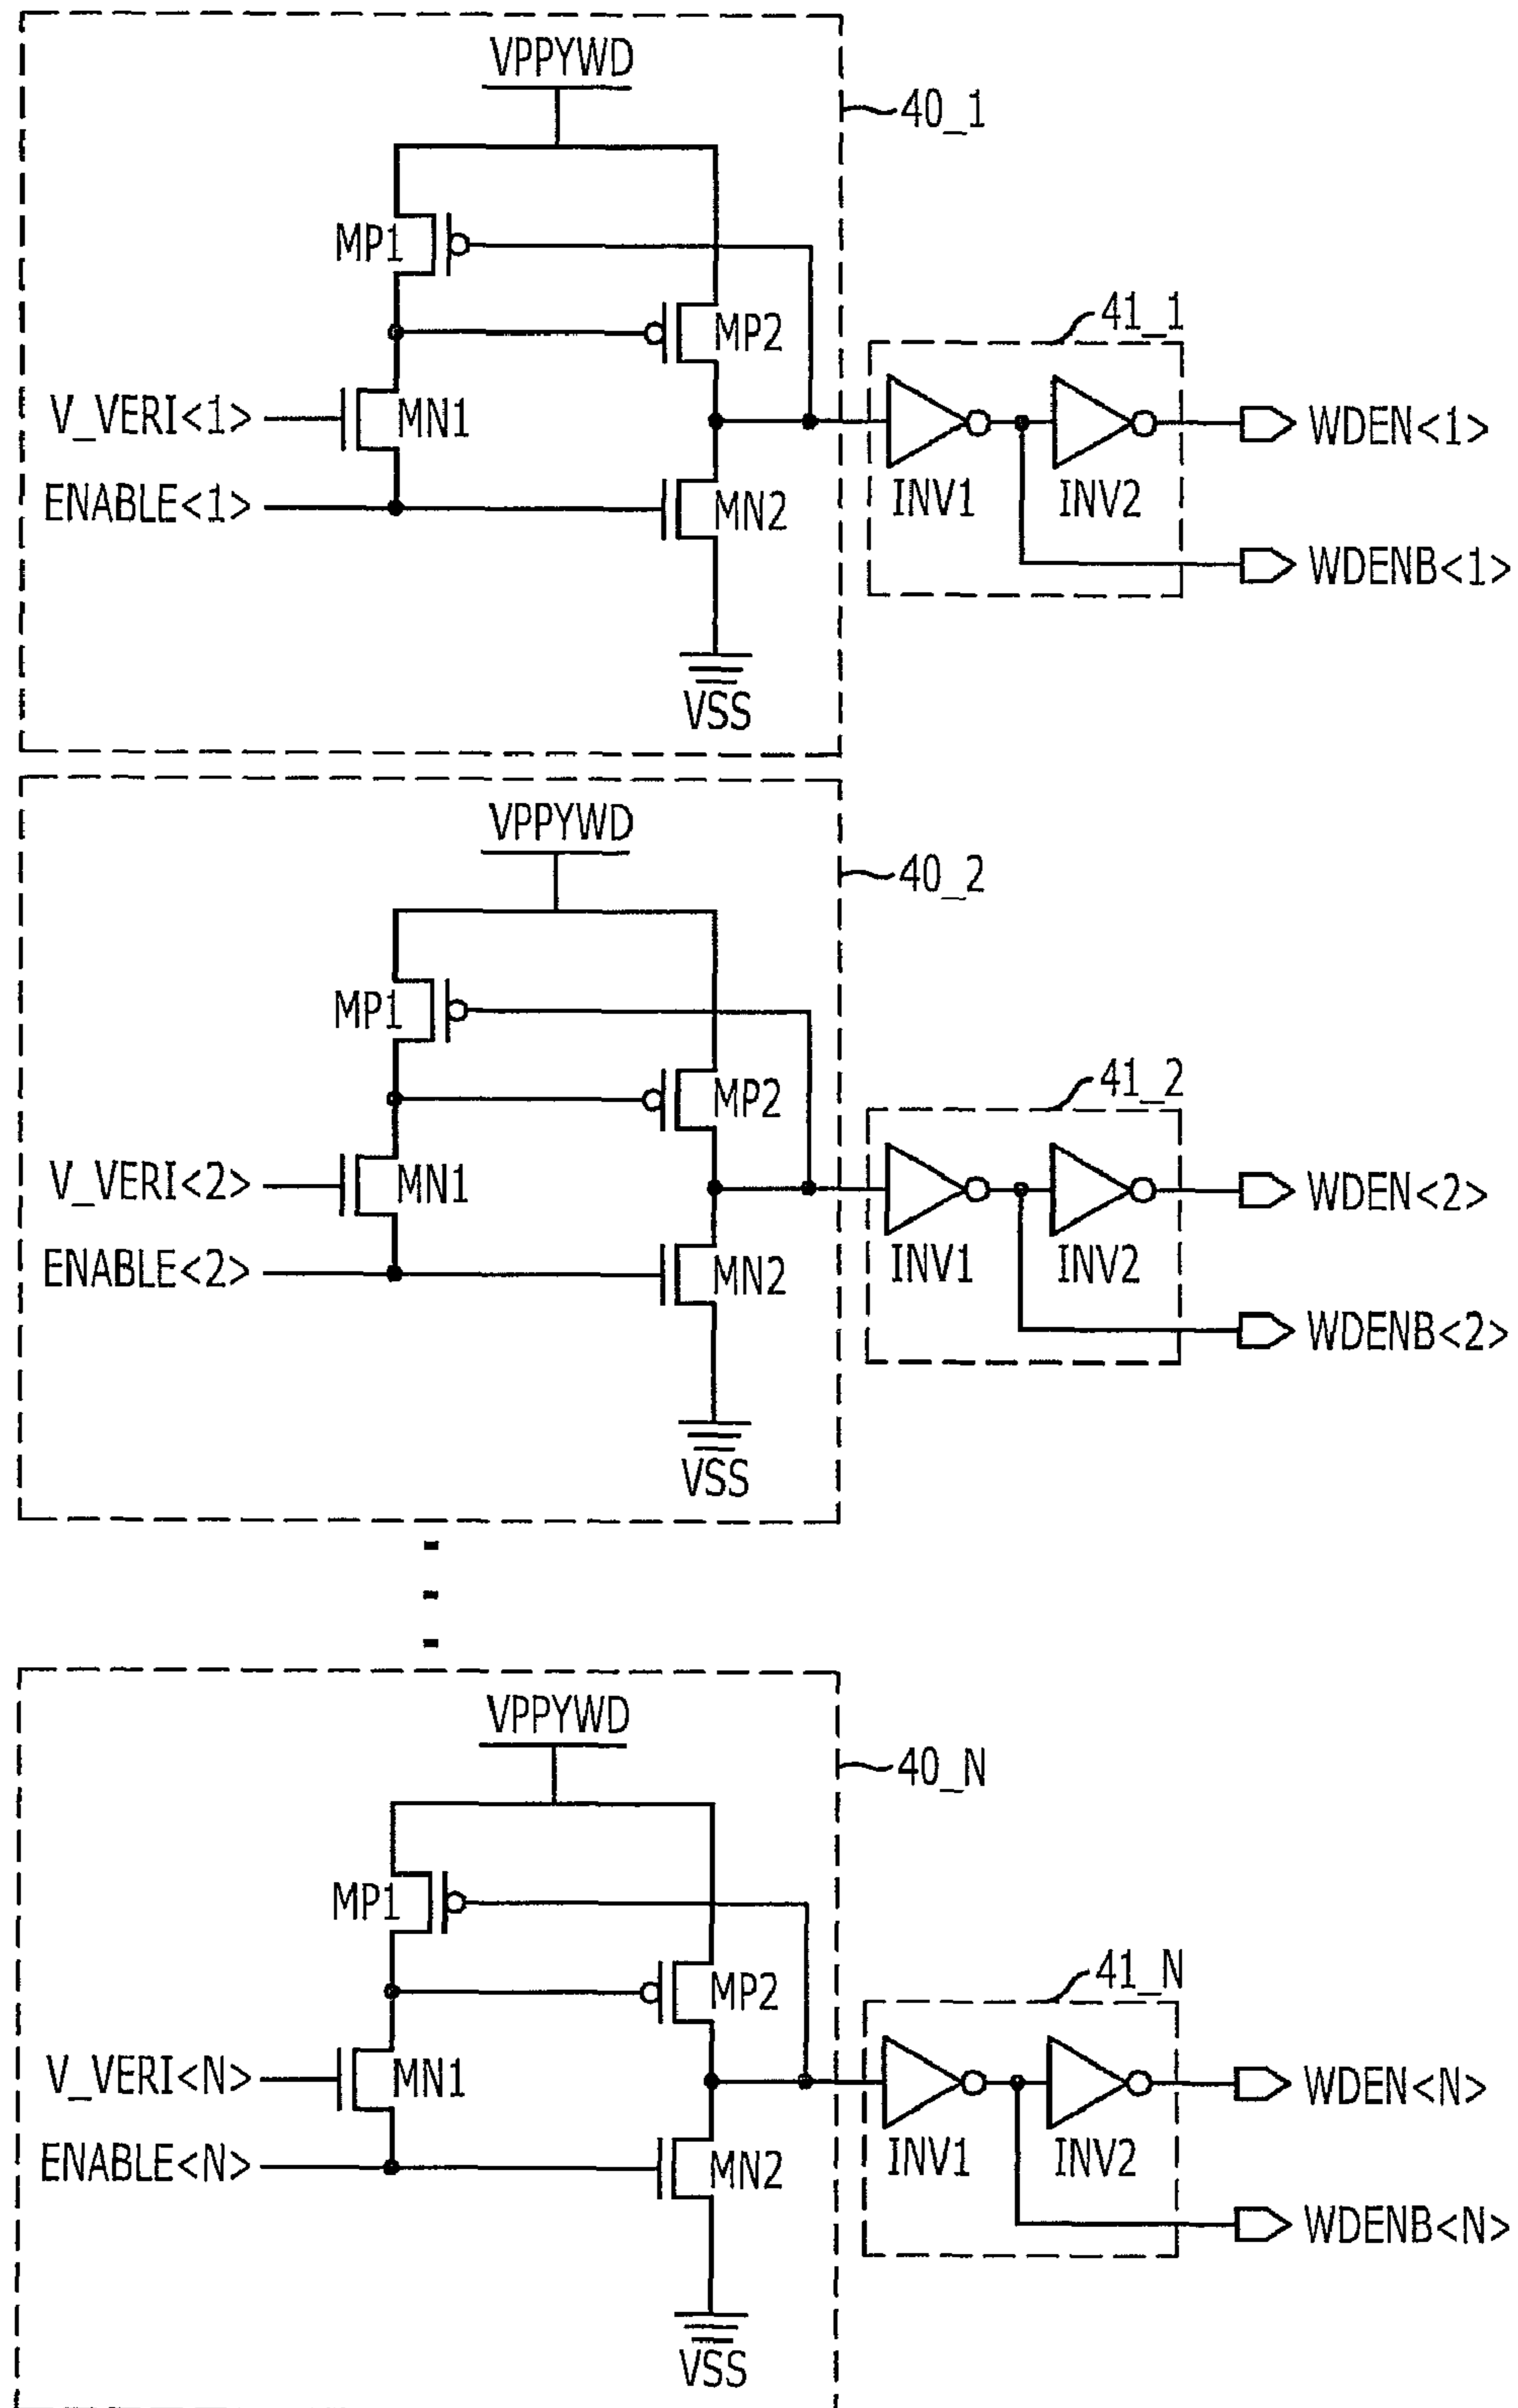 VPPYWD
40_1
MP1
MP2
41_1
V_VERI<1>
MN1
WDEN<1>
ENABLE<1>
MN2
INV1
INV2
WDENB<1>
VSS
VPPYWD
40_2
MP1
MP2
41_2
V_VERI<2>
MN1
WDEN<2>
ENABLE<2>
MN2
INV1
INV2
WDENB<2>
VSS
VPPYWD
40_N
MP1
MP2
41_N
V_VERI<N>
MN1
WDEN<N>
ENABLE<N>
MN2
INV1
INV2
WDENB<N>
VSS